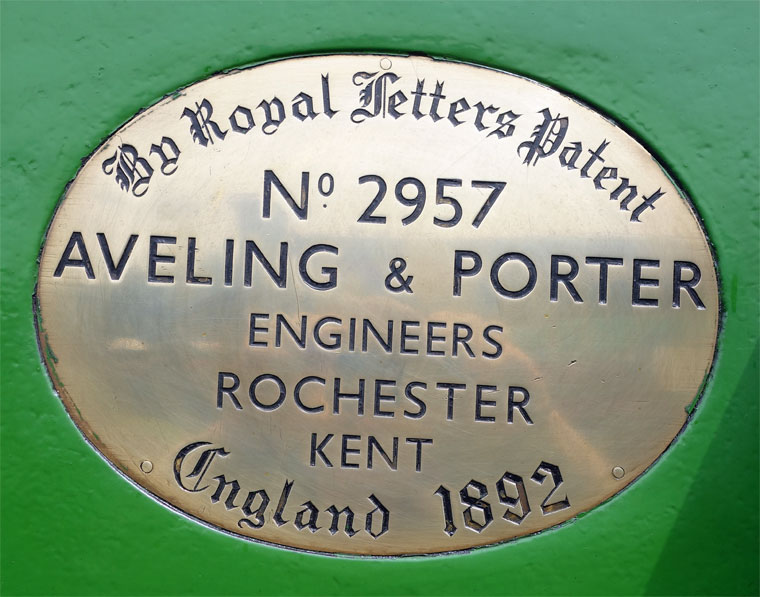 By Royal Letters Patent
Nº 2957
AVELING & PORTER
ENGINEERS
ROCHESTER
KENT
England 1892